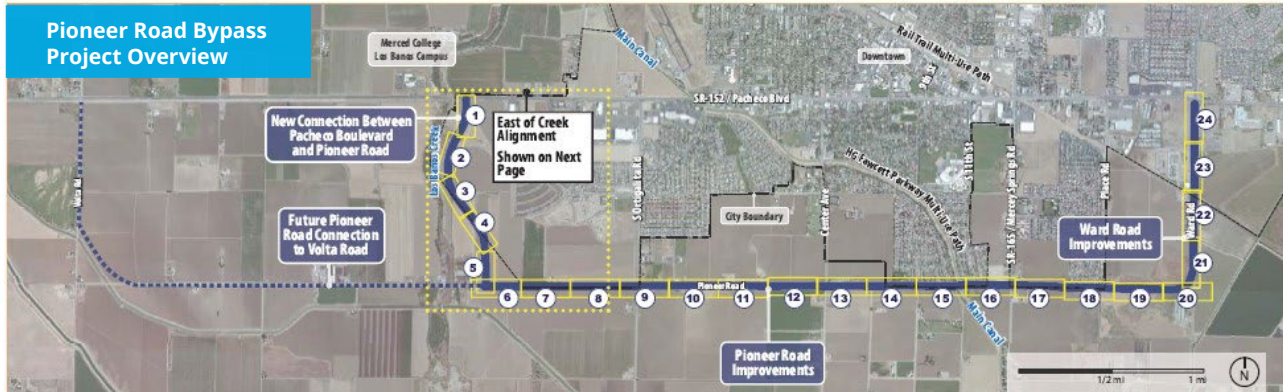 Pioneer Road Bypass
Project Overview
Merced College
Los Banos Campus
Main Canal
Rail Trail Multi-Use Path
Downtown
9th St
SR-152 / Pacheco Blvd
New Connection Between
Pacheco Boulevard
and Pioneer Road
East of Creek
Alignment
Shown on Next
Page
Los Banos Creek
Volta Rd
S Ortigalita Rd
HG Fawcett Parkway Multi-Use Path
S 11th St
SR-165 / Mercey Springs Rd
Place Rd
Ward Rd
City Boundary
Center Ave
Future Pioneer
Road Connection
to Volta Road
Ward Road
Improvements
Pioneer Road
Main Canal
Pioneer Road
Improvements
1
2
3
4
5
6
7
8
9
10
11
12
13
14
15
16
17
18
19
20
21
22
23
24
1/2 mi
1 mi
N